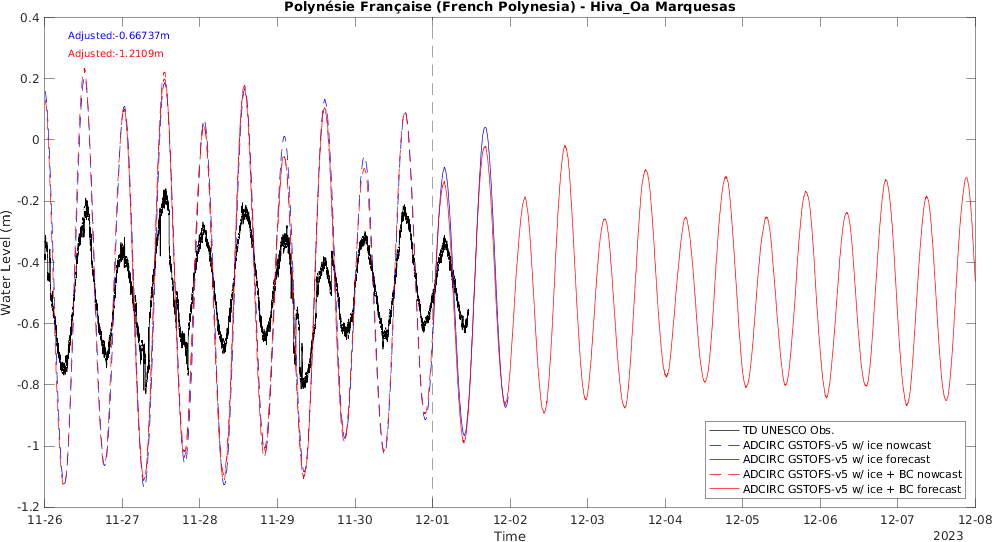 Polynésie Française (French Polynesia) - Hiva_Oa Marquesas
0.4
0.2
0
-0.2
-0.4
-0.6
-0.8
-1
-1.2
Water Level (m)
Adjusted:-0.66737m
Adjusted:-1.2109m
TD UNESCO Obs.
ADCIRC GSTOFS-v5 w/ ice nowcast
ADCIRC GSTOFS-v5 w/ ice forecast
ADCIRC GSTOFS-v5 w/ ice + BC nowcast
ADCIRC GSTOFS-v5 w/ ice + BC forecast
11-26 11-27 11-28 11-29 11-30 12-01 12-02 12-03 12-04 12-05 12-06 12-07 12-08
Time
2023